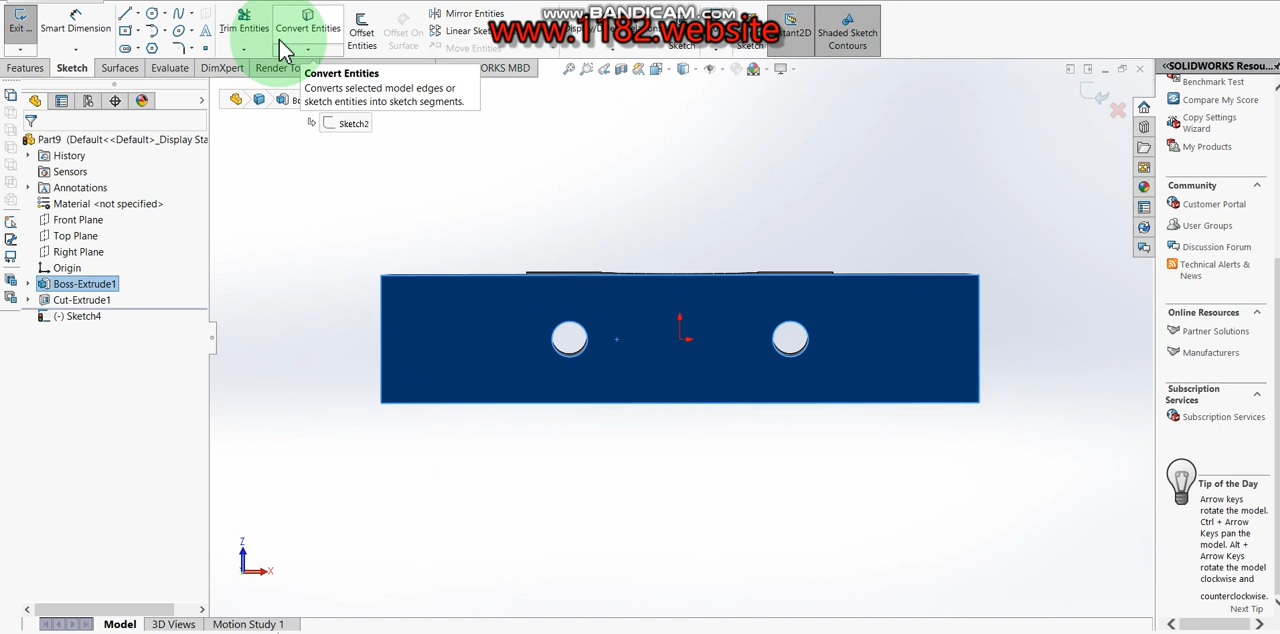 www.BANDICAM.com
www.1182.website
Exit ...
Smart Dimension
Trim Entities
Convert Entities
Offset
Entities
Offset On
Surface
Mirror Entities
Linear Sket
Move Entities
Sketch
Sketch
Instant2D
Shaded Sketch
Contours
Features
Sketch
Surfaces
Evaluate
DimXpert
Render To
RKS MBD
Convert Entities
Converts selected model edges or
sketch entities into sketch segments.
Sketch2
Part9 (Default<<Default>_Display Sta
History
Sensors
Annotations
Material <not specified>
Front Plane
Top Plane
Right Plane
Origin
Boss-Extrude1
Cut-Extrude1
(-) Sketch4
Z
X
Model
3D Views
Motion Study 1
SOLIDWORKS Resou...
Benchmark Test
Compare My Score
Copy Settings
Wizard
My Products
Community
Customer Portal
User Groups
Discussion Forum
Technical Alerts &
News
Online Resources
Partner Solutions
Manufacturers
Subscription
Services
Subscription Services
Tip of the Day
Arrow keys
rotate the model.
Ctrl + Arrow
Keys pan the
model. Alt +
Arrow Keys
rotate the model
clockwise and
counterclockwise.
Next Tip